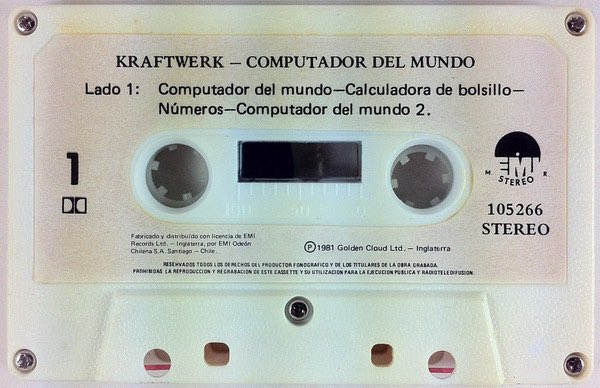 KRAFTWERK – COMPUTADOR DEL MUNDO
Lado 1: Computador del mundo—Calculadora de bolsillo—
Números—Computador del mundo 2.
1
EMI
M. R.
STEREO
105266
STEREO
Fabricado y distribuído con licencia de EMI
Records Ltd. – Inglaterra; por EMI Odeón
Chilena S.A. Santiago – Chile.
Ⓟ 1981 Golden Cloud Ltd. – Inglaterra
RESERVADOS TODOS LOS DERECHOS DEL PRODUCTOR FONOGRAFICO Y DE LOS TITULARES DE LA OBRA GRABADA.
PROHIBIDAS LA REPRODUCCION Y REGRABACION DE ESTE CASSETTE Y SU UTILIZACION PARA LA EJECUCION PUBLICA Y RADIOTELEDIFUSION.